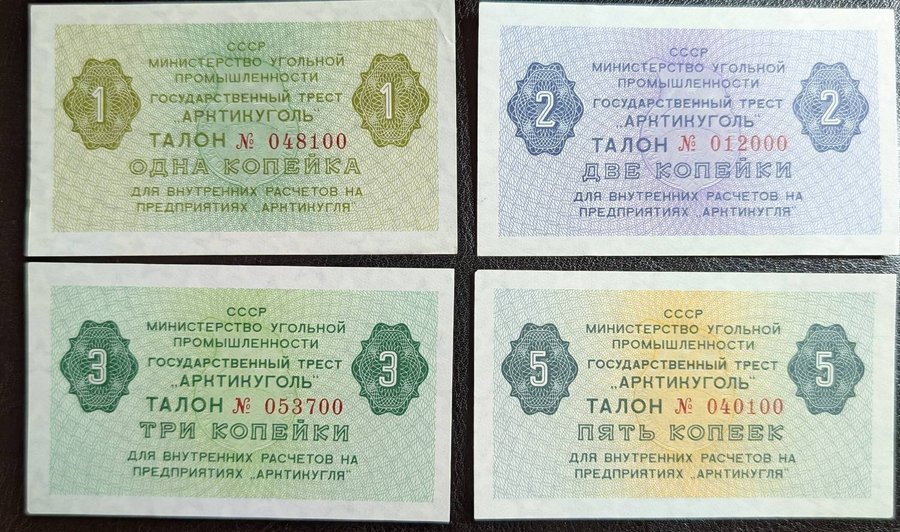 СССР
МИНИСТЕРСТВО УГОЛЬНОЙ
ПРОМЫШЛЕННОСТИ
ГОСУДАРСТВЕННЫЙ ТРЕСТ
1 „АРКТИКУГОЛЬ" 1
ТАЛОН № 048100
ОДНА КОПЕЙКА
ДЛЯ ВНУТРЕННИХ РАСЧЕТОВ НА
ПРЕДПРИЯТИЯХ „АРКТИКУГЛЯ"
СССР
МИНИСТЕРСТВО УГОЛЬНОЙ
ПРОМЫШЛЕННОСТИ
ГОСУДАРСТВЕННЫЙ ТРЕСТ
2 „АРКТИКУГОЛЬ" 2
ТАЛОН № 012000
ДВЕ КОПЕЙКИ
ДЛЯ ВНУТРЕННИХ РАСЧЕТОВ НА
ПРЕДПРИЯТИЯХ „АРКТИКУГЛЯ"
СССР
МИНИСТЕРСТВО УГОЛЬНОЙ
ПРОМЫШЛЕННОСТИ
ГОСУДАРСТВЕННЫЙ ТРЕСТ
3 „АРКТИКУГОЛЬ" 3
ТАЛОН № 053700
ТРИ КОПЕЙКИ
ДЛЯ ВНУТРЕННИХ РАСЧЕТОВ НА
ПРЕДПРИЯТИЯХ „АРКТИКУГЛЯ"
СССР
МИНИСТЕРСТВО УГОЛЬНОЙ
ПРОМЫШЛЕННОСТИ
ГОСУДАРСТВЕННЫЙ ТРЕСТ
5 „АРКТИКУГОЛЬ" 5
ТАЛОН № 040100
ПЯТЬ КОПЕЕК
ДЛЯ ВНУТРЕННИХ РАСЧЕТОВ НА
ПРЕДПРИЯТИЯХ „АРКТИКУГЛЯ"